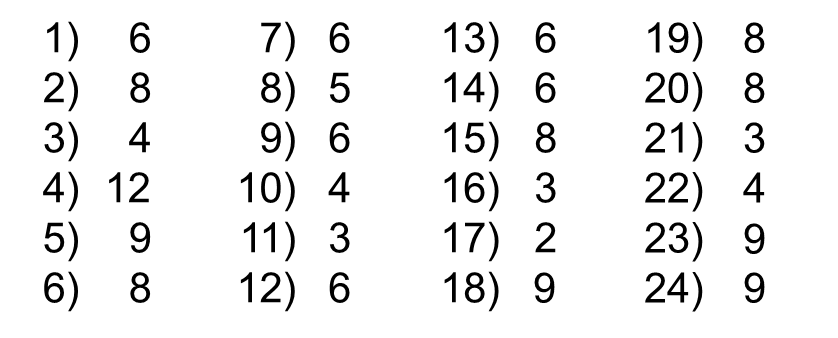 1) 6 7) 6 13) 6 19) 8
2) 8 8) 5 14) 6 20) 8
3) 4 9) 6 15) 8 21) 3
4) 12 10) 4 16) 3 22) 4
5) 9 11) 3 17) 2 23) 9
6) 8 12) 6 18) 9 24) 9